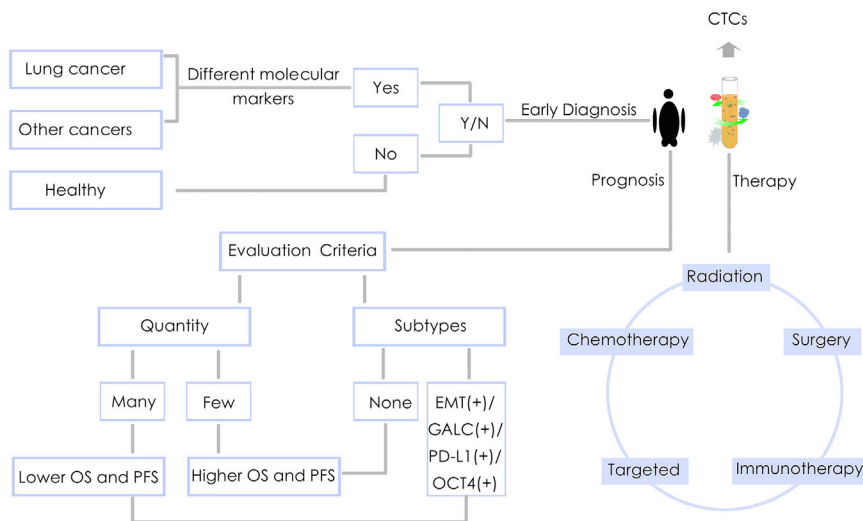 CTCs
Lung cancer
Different molecular
markers
Yes
Other cancers
Y/N
Early Diagnosis
No
Healthy
Prognosis
Therapy
Evaluation Criteria
Radiation
Quantity
Subtypes
Chemotherapy
Surgery
Many
Few
None
EMT(+)/
GALC(+)/
PD-L1(+)/
OCT4(+)
Lower OS and PFS
Higher OS and PFS
Targeted
Immunotherapy